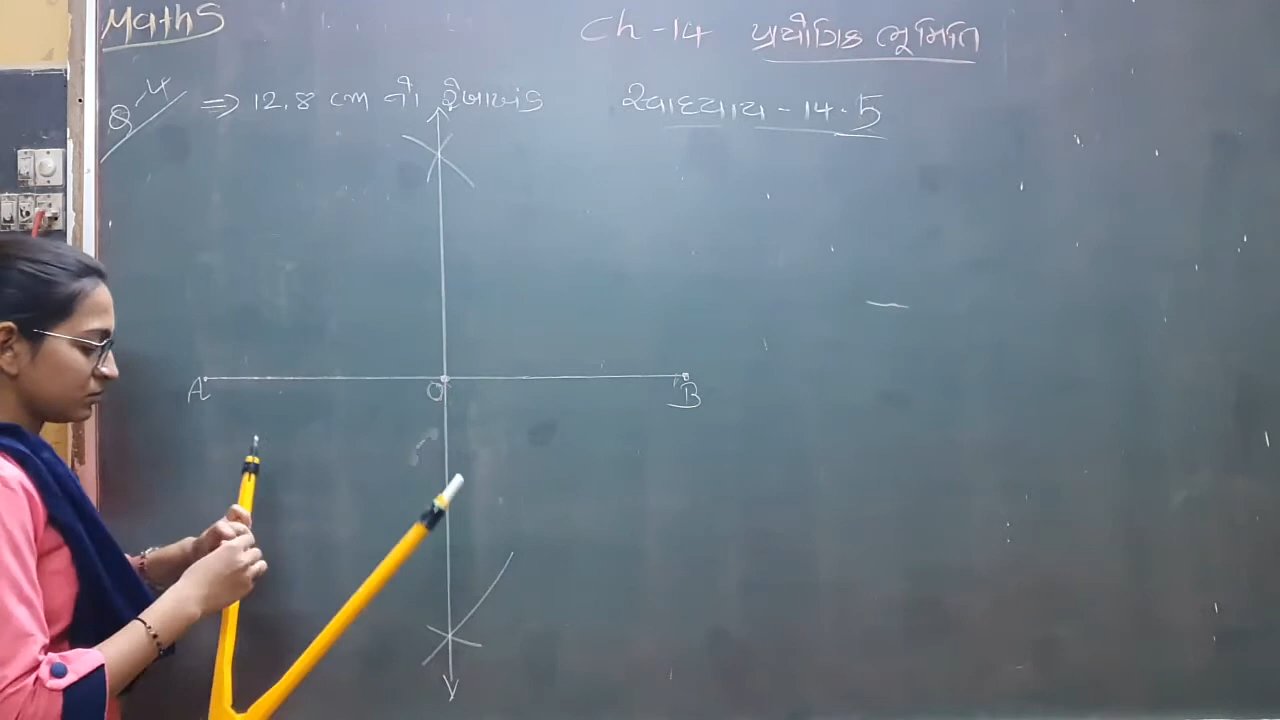 Maths
Ch - 14 પ્રાયોગિક ભૂમિતિ
સ્વાધ્યાય - 14.5
Q-4 ⇒ 12.8 cm નો રેખાખંડ
A O B